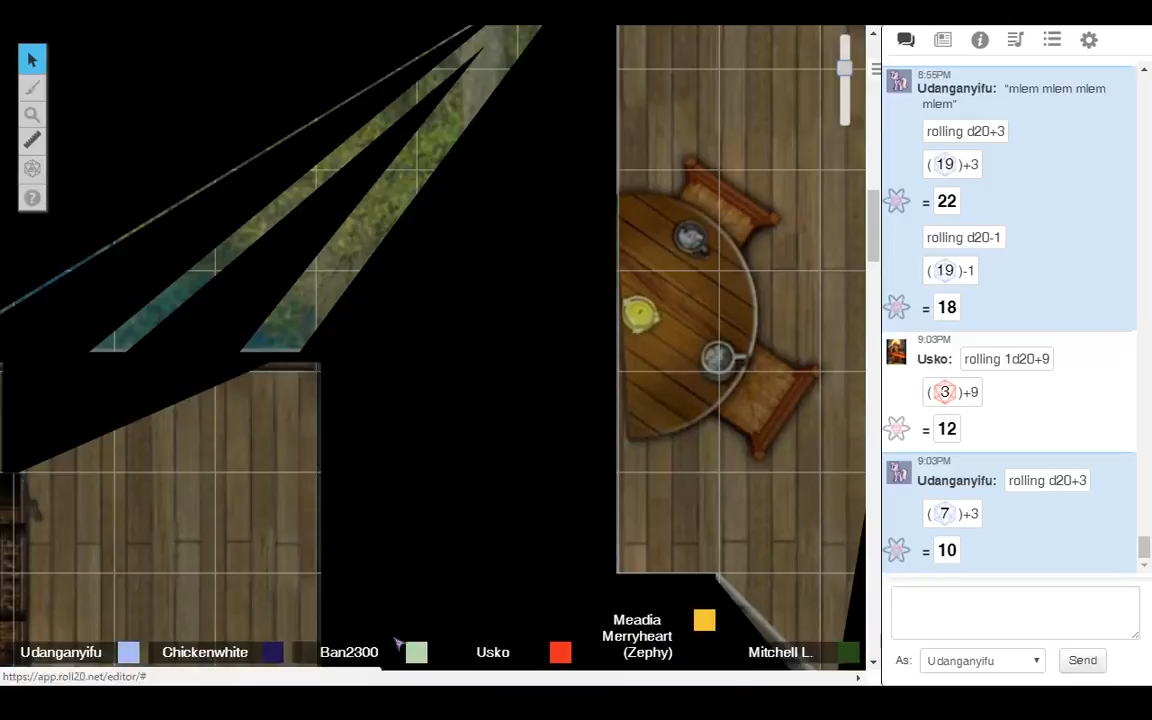 8:55PM
Udanganyifu: "mlem mlem mlem
mlem"
rolling d20+3
(19)+3
= 22
rolling d20-1
(19)-1
= 18
9:03PM
Usko: rolling 1d20+9
(3)+9
= 12
9:03PM
Udanganyifu: rolling d20+3
(7)+3
= 10
Udanganyifu
Chickenwhite
Ban2300
Usko
Meadia
Merryheart
(Zephy)
Mitchell L.
As: Udanganyifu Send
https://app.roll20.net/editor/#